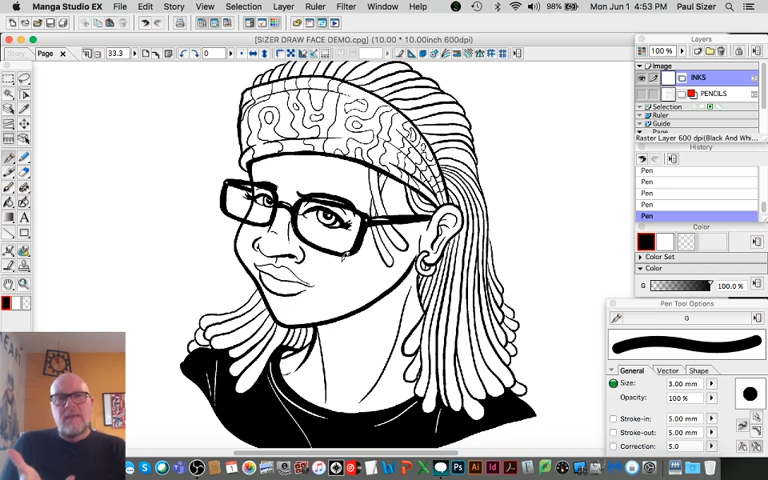 Manga Studio EX File Edit Story View Selection Layer Ruler Filter Window Help 98% Mon Jun 1 4:53 PM Paul Sizer
[SIZER DRAW FACE DEMO.cpg] (10.00 * 10.00inch 600dpi)
Page 33.3 0
Layers
100 %
Image
INKS
PENCILS
Selection
Ruler
Guide
Raster Layer 600 dpi(Black And Whi...
History
Pen
Pen
Pen
Pen
Pen
Color
Color Set
Color
G 100.0 %
Pen Tool Options
G
General Vector Shape
Size: 3.00 mm
Opacity: 100 %
Stroke-in: 5.00 mm
Stroke-out: 5.00 mm
Correction: 5.0